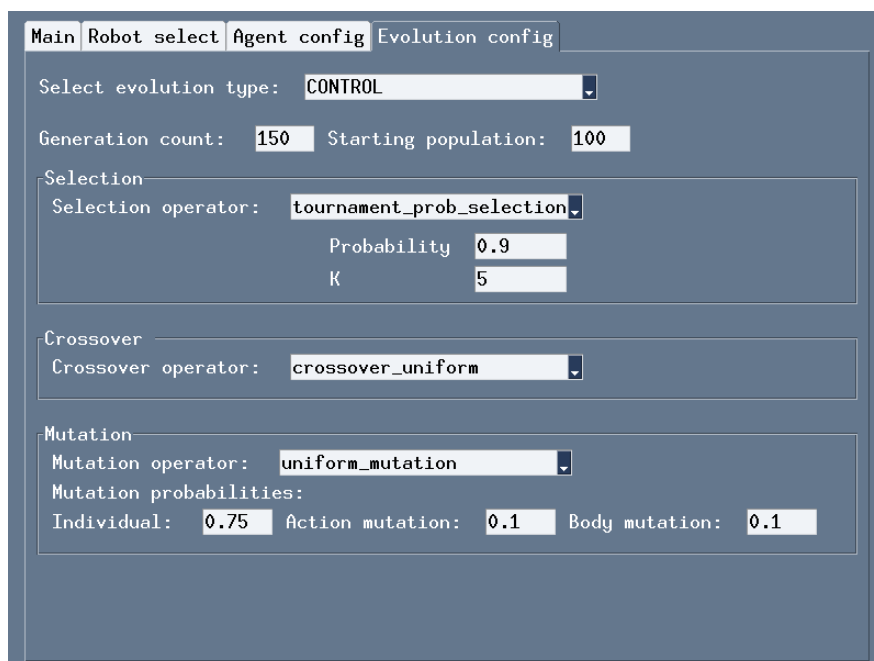 Main Robot select Agent config Evolution config
Select evolution type: CONTROL
Generation count: 150 Starting population: 100
Selection
Selection operator: tournament_prob_selection
Probability 0.9
K 5
Crossover
Crossover operator: crossover_uniform
Mutation
Mutation operator: uniform_mutation
Mutation probabilities:
Individual: 0.75 Action mutation: 0.1 Body mutation: 0.1